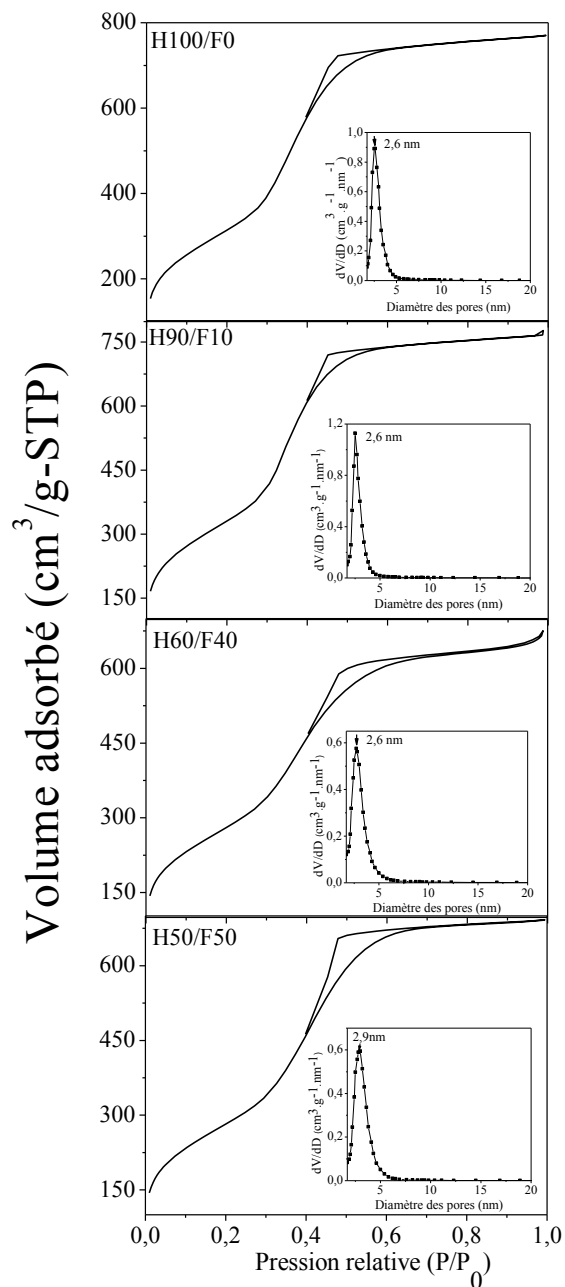 Volume adsorbé (cm³/g-STP)
H100/F0
800
600
400
200
2,6 nm
dV/dD (cm³.g⁻¹.nm⁻¹)
1,0
0,8
0,6
0,4
0,2
0,0
5 10 15 20
Diamètre des pores (nm)
H90/F10
750
600
450
300
150
2,6 nm
dV/dD (cm³.g-¹.nm-¹)
1,2
0,8
0,4
0,0
5 10 15 20
Diamètre des pores (nm)
H60/F40
600
450
300
150
2,6 nm
dV/dD (cm³.g-¹.nm-¹)
0,6
0,4
0,2
0,0
5 10 15 20
Diamètre des pores (nm)
H50/F50
600
450
300
150
2,9nm
dV/dD (cm³.g-¹.nm-¹)
0,6
0,4
0,2
0,0
5 10 15 20
Diamètre des pores (nm)
0,0 0,2 0,4 0,6 0,8 1,0
Pression relative (P/P₀)